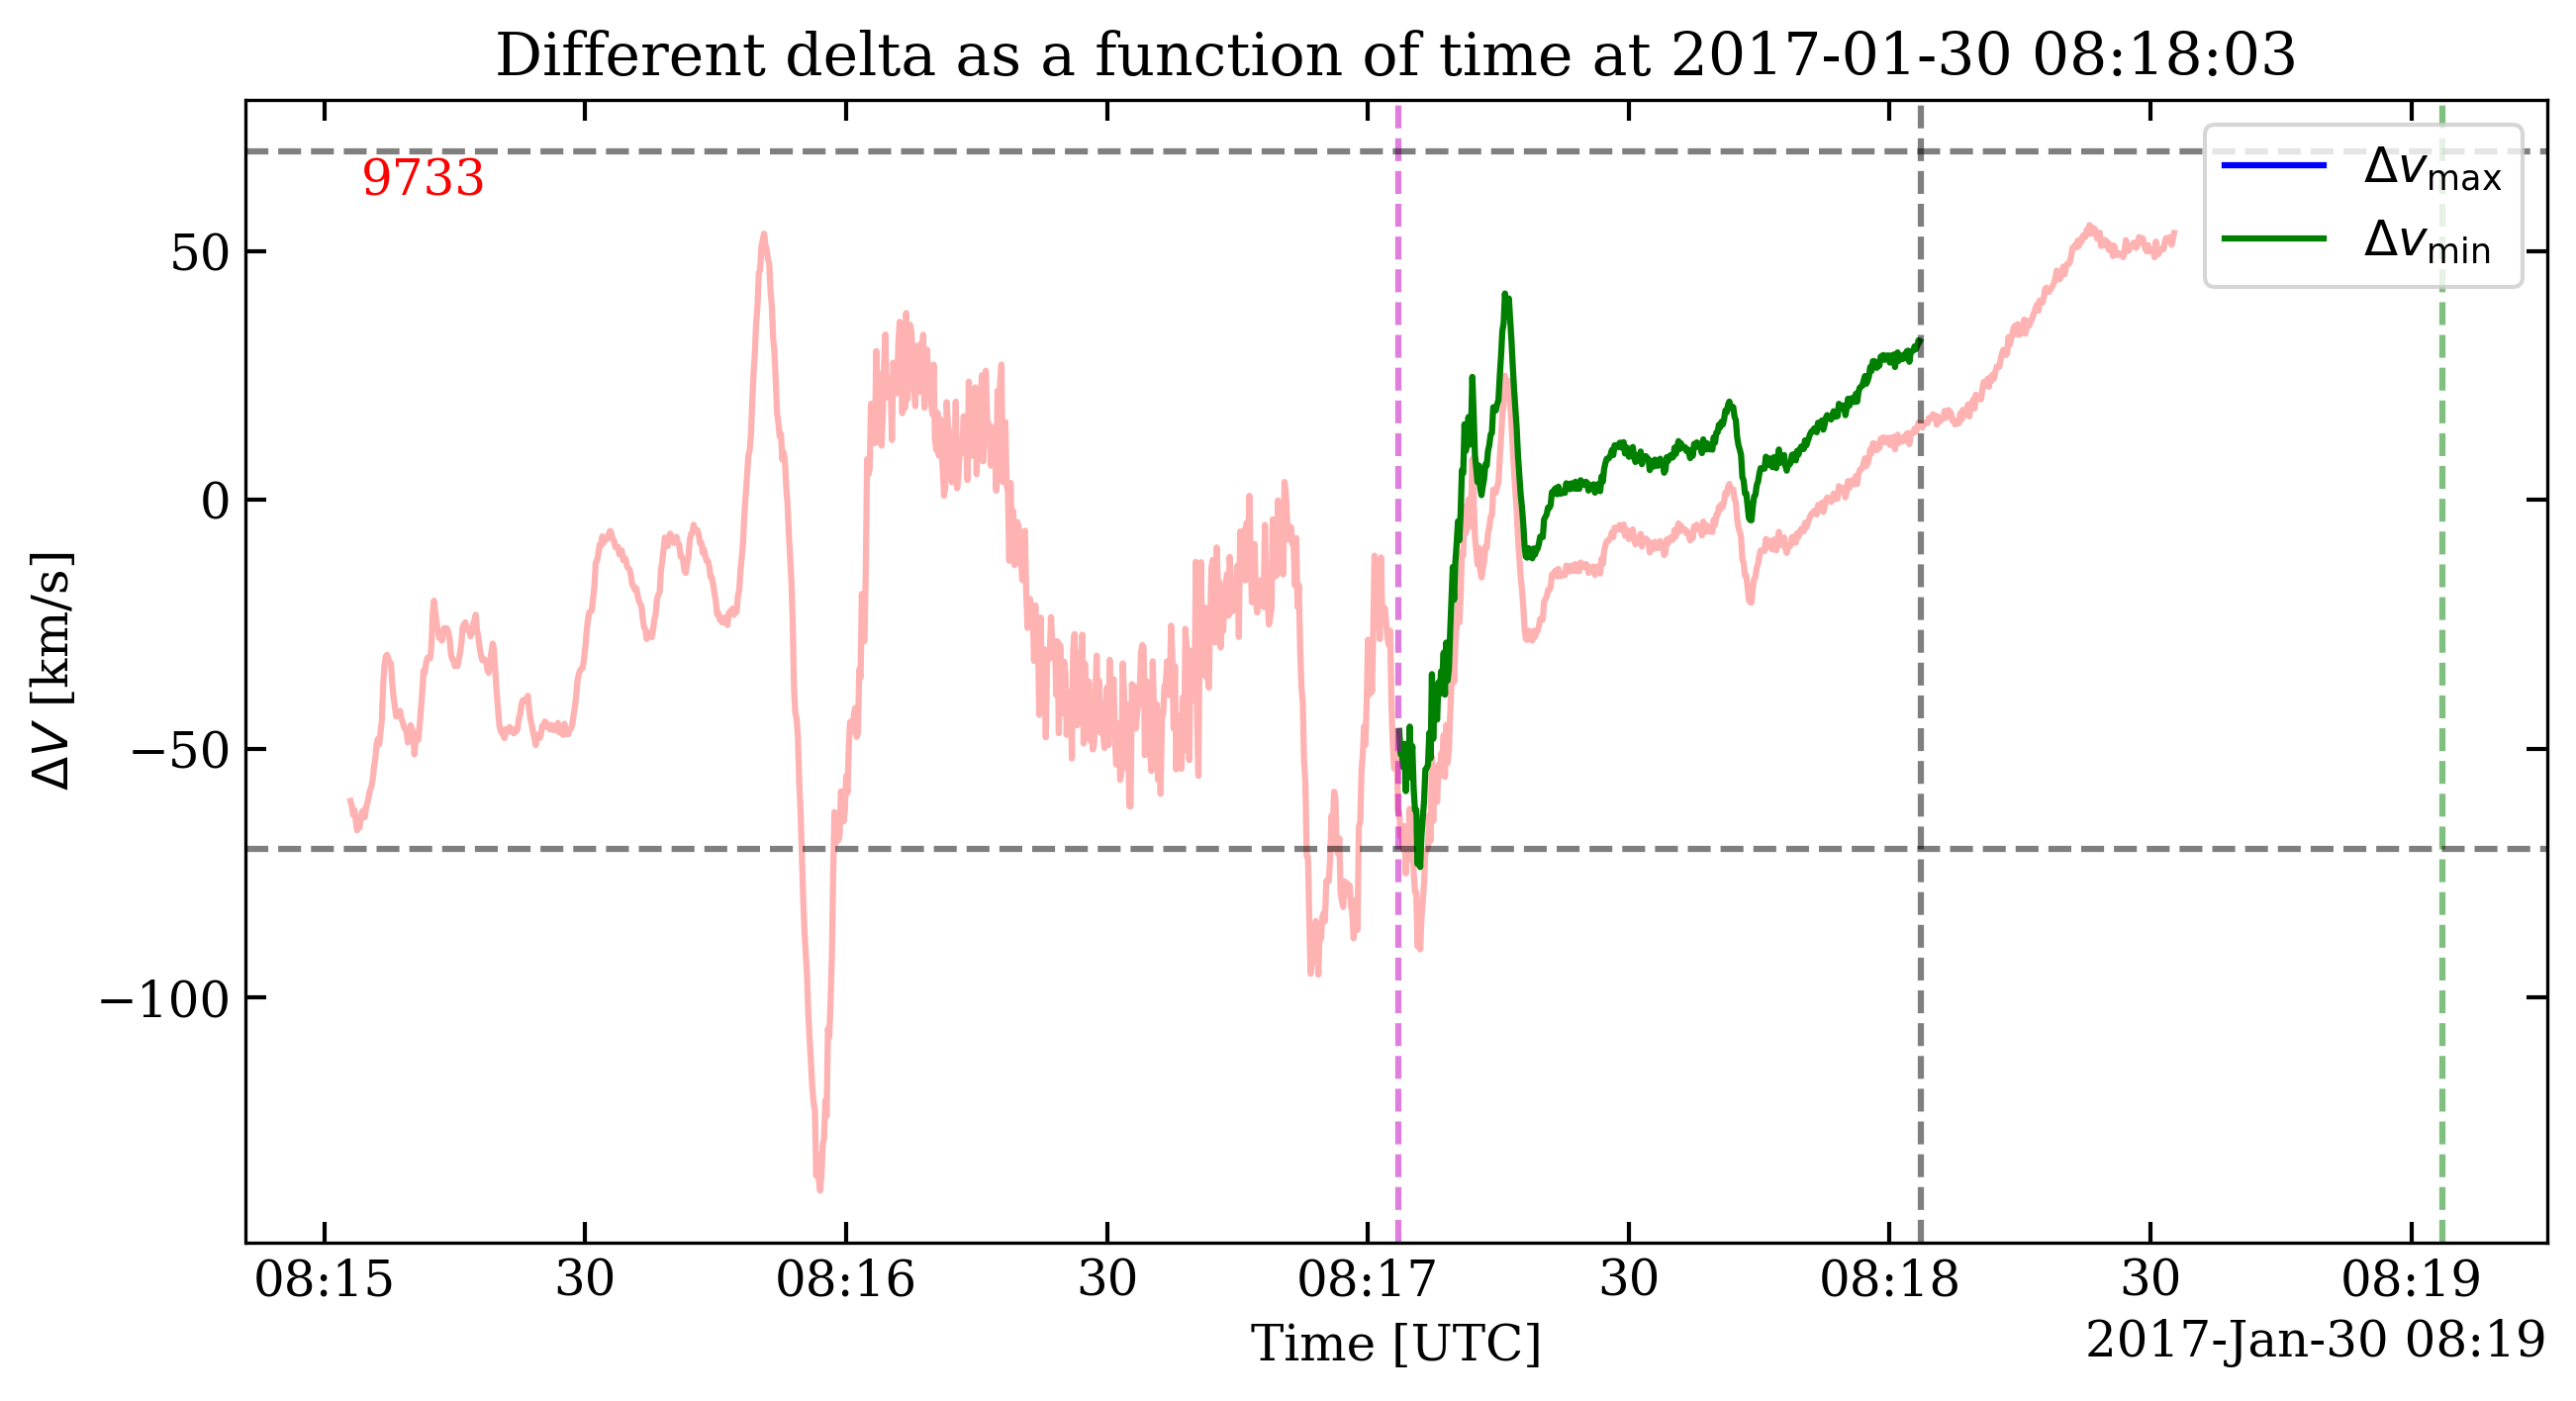 Different delta as a function of time at 2017-01-30 08:18:03
9733
Δv_max
Δv_min
50
0
−50
−100
ΔV [km/s]
08:15 30 08:16 30 08:17 30 08:18 30 08:19
Time [UTC]
2017-Jan-30 08:19